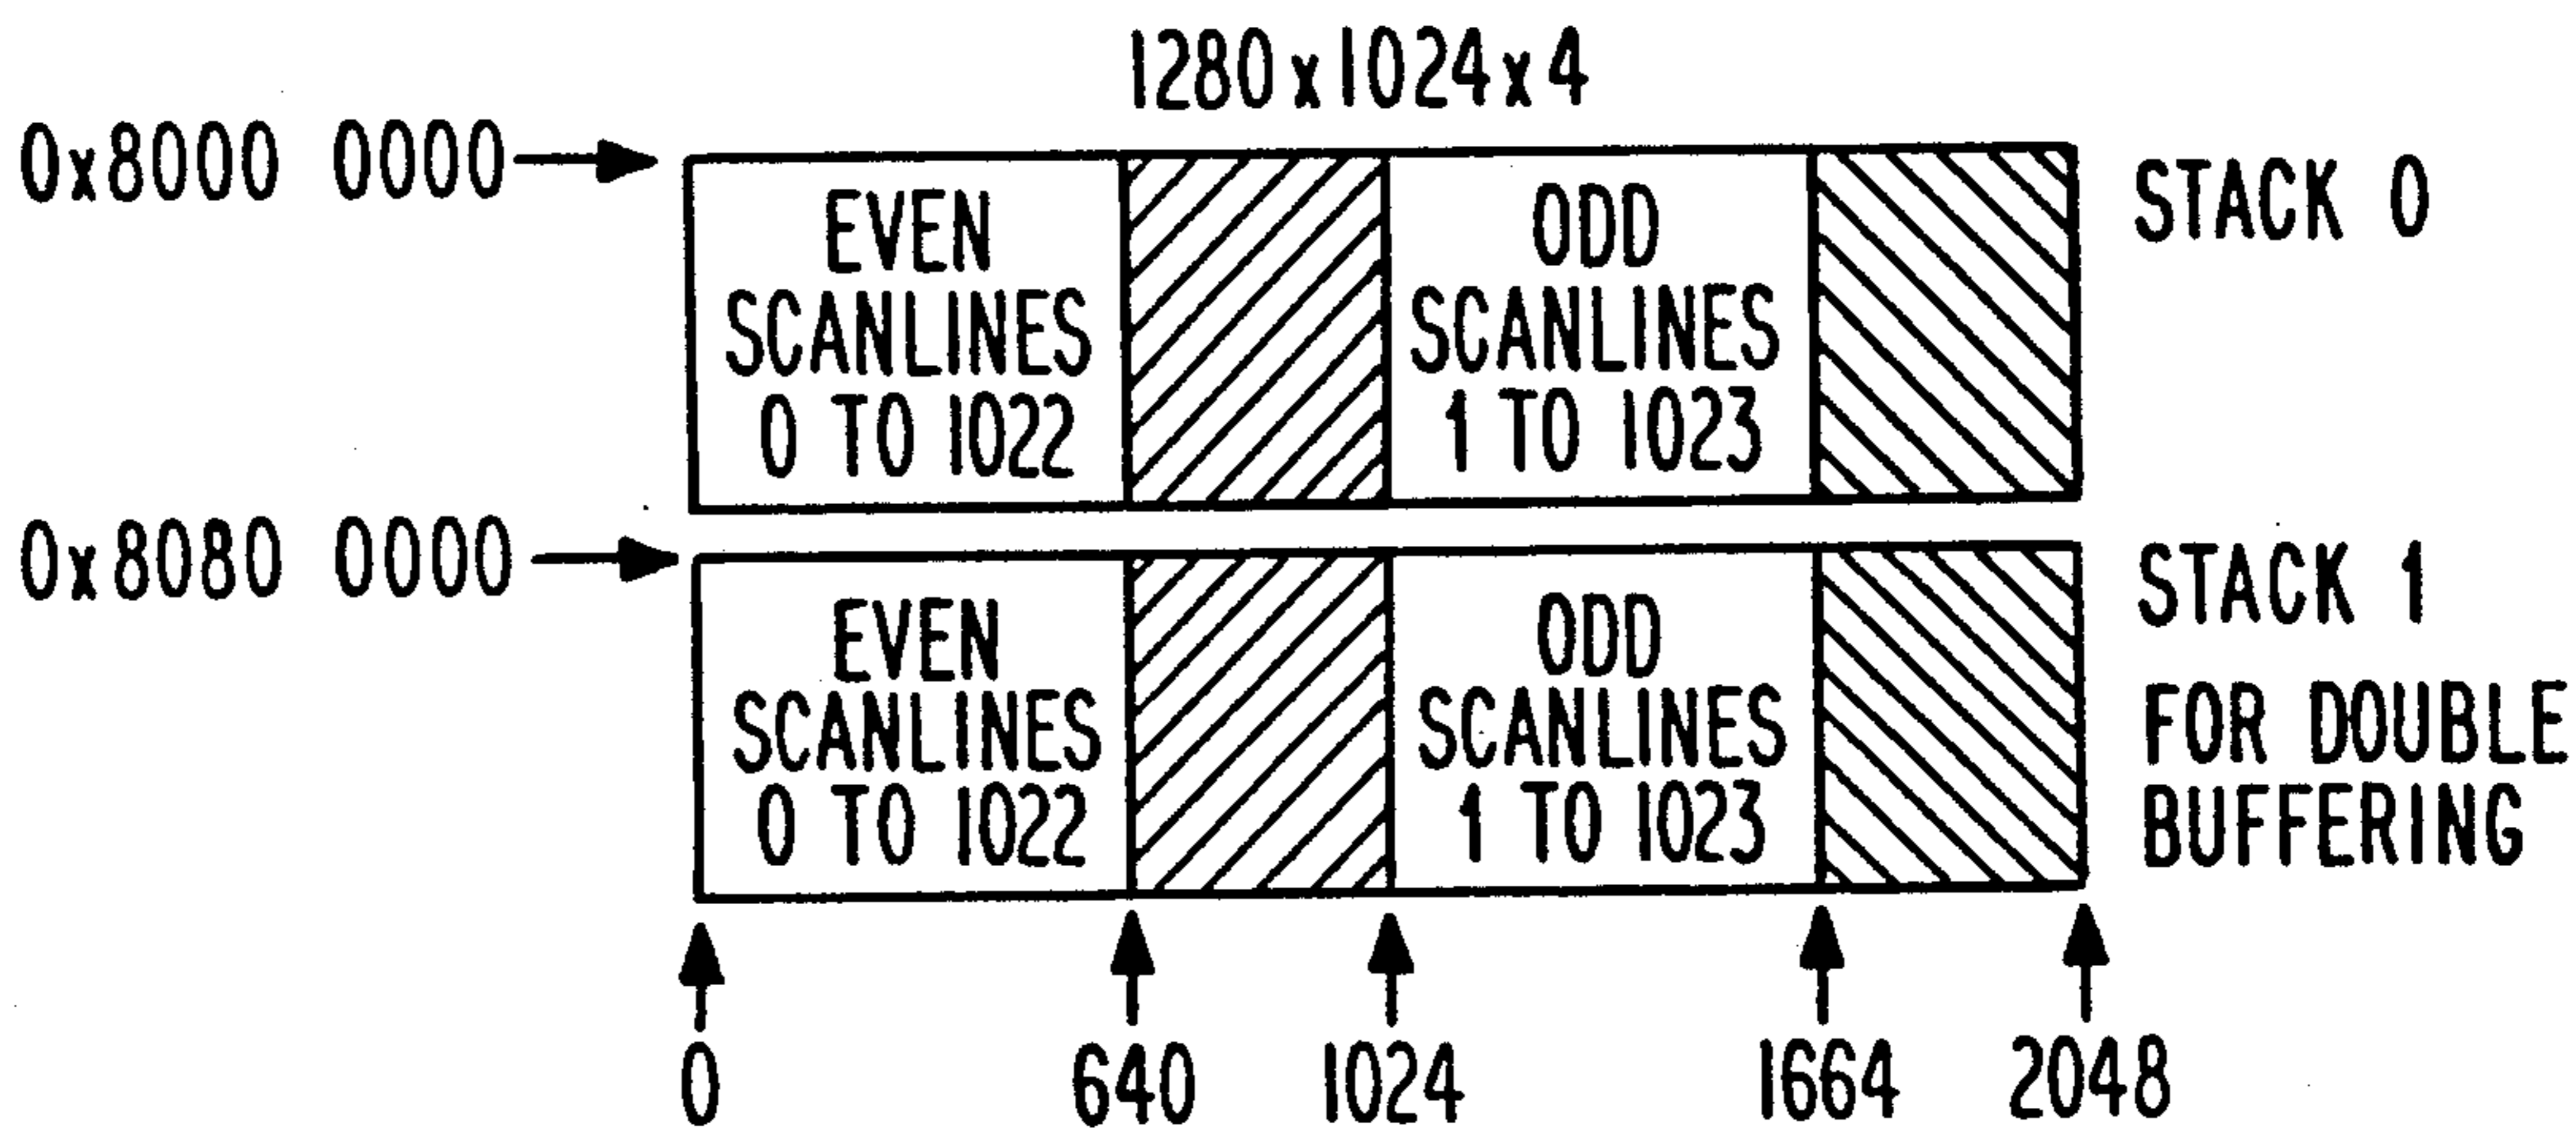 1280x1024x4
0x8000 0000
EVEN
SCANLINES
0 TO 1022
ODD
SCANLINES
1 TO 1023
STACK 0
0x8080 0000
EVEN
SCANLINES
0 TO 1022
ODD
SCANLINES
1 TO 1023
STACK 1
FOR DOUBLE
BUFFERING
0
640
1024
1664
2048